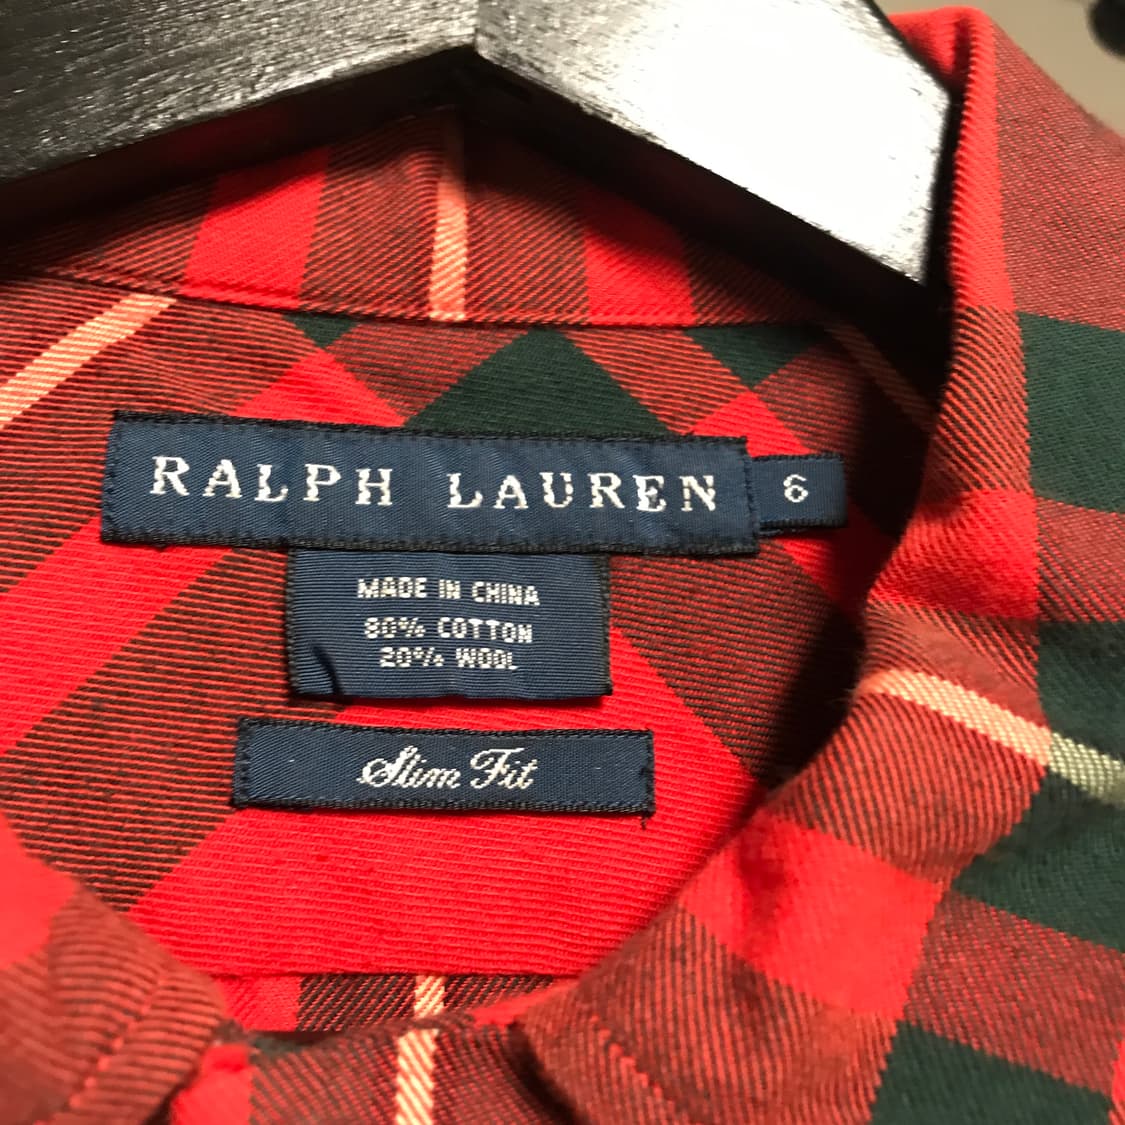 RALPH LAUREN
6
MADE IN CHINA
80% COTTON
20% WOOL
Slim Fit